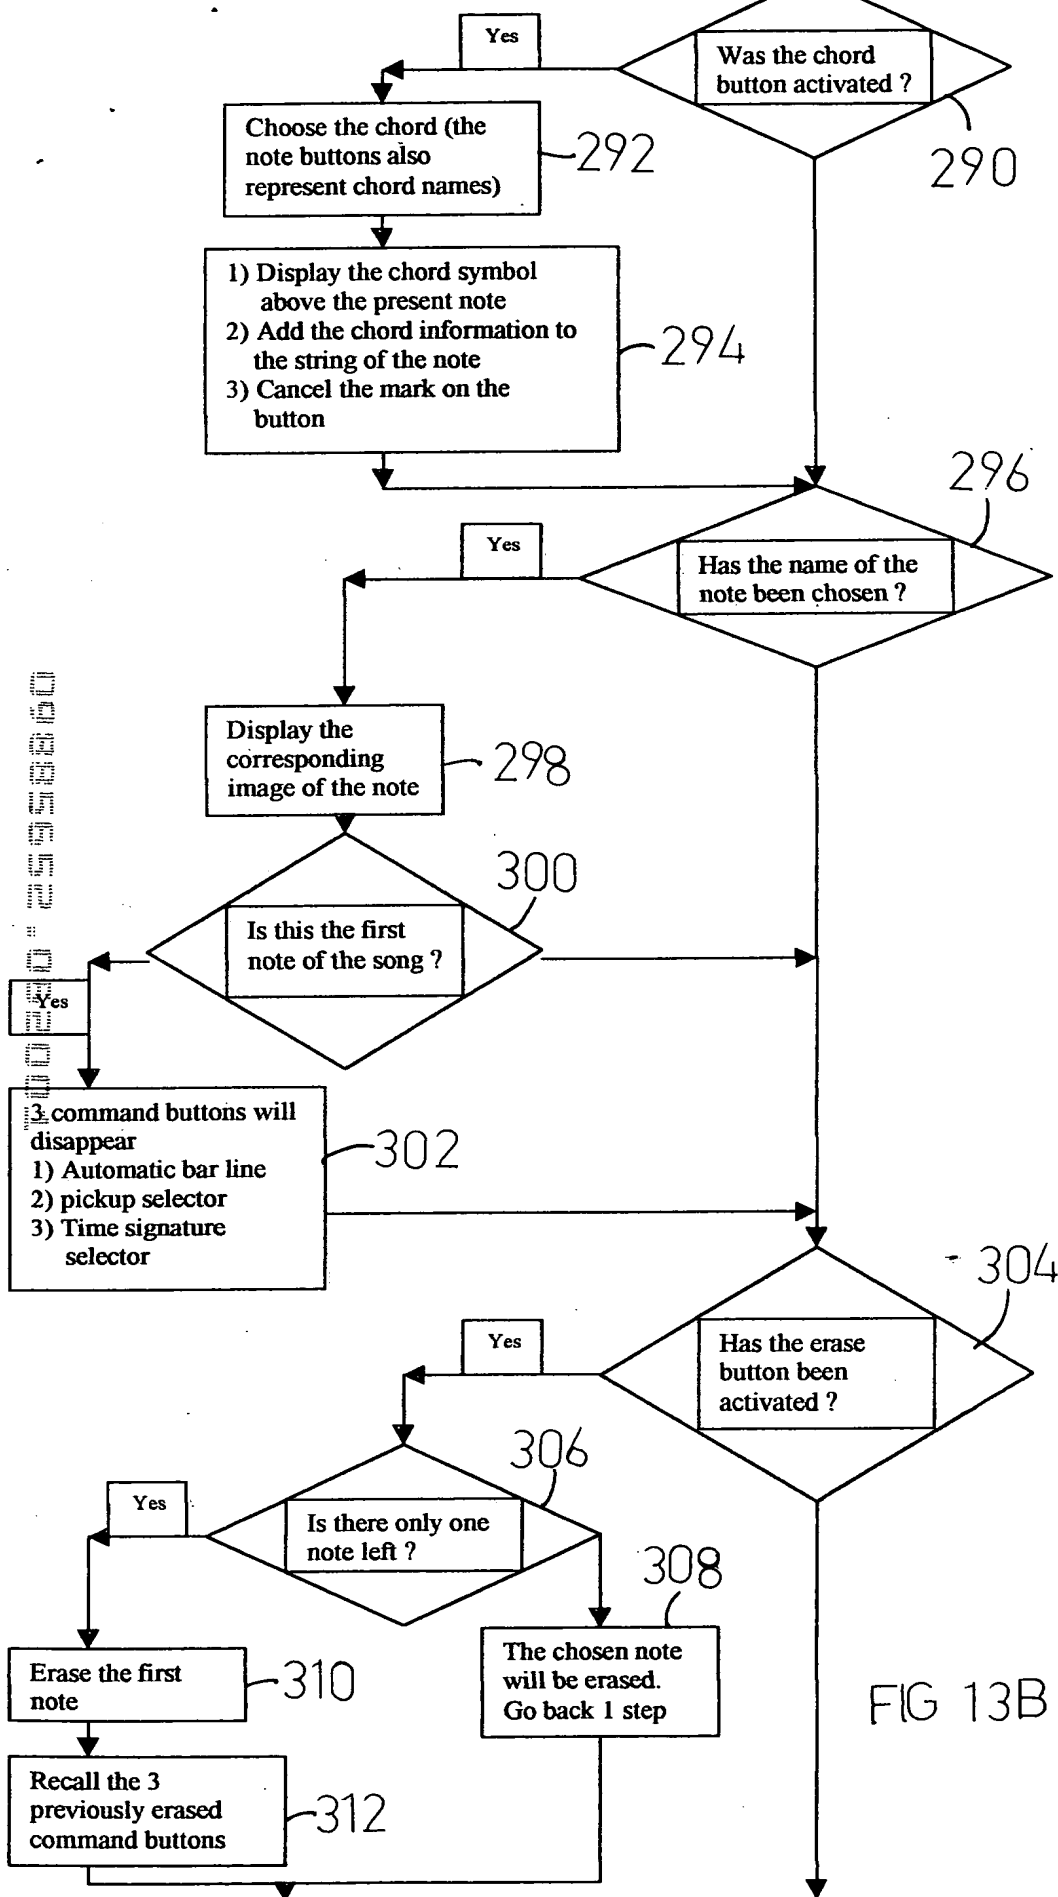 Yes
Was the chord
button activated ?
290
Choose the chord (the
note buttons also
represent chord names)
292
1) Display the chord symbol
above the present note
2) Add the chord information to
the string of the note
3) Cancel the mark on the
button
294
296
Yes
Has the name of the
note been chosen ?
Display the
corresponding
image of the note
298
300
Is this the first
note of the song ?
Yes
3 command buttons will
disappear
1) Automatic bar line
2) pickup selector
3) Time signature
selector
302
304
Yes
Has the erase
button been
activated ?
306
Yes
Is there only one
note left ?
308
The chosen note
will be erased.
Go back 1 step
Erase the first
note
310
FIG 13B
Recall the 3
previously erased
command buttons
312